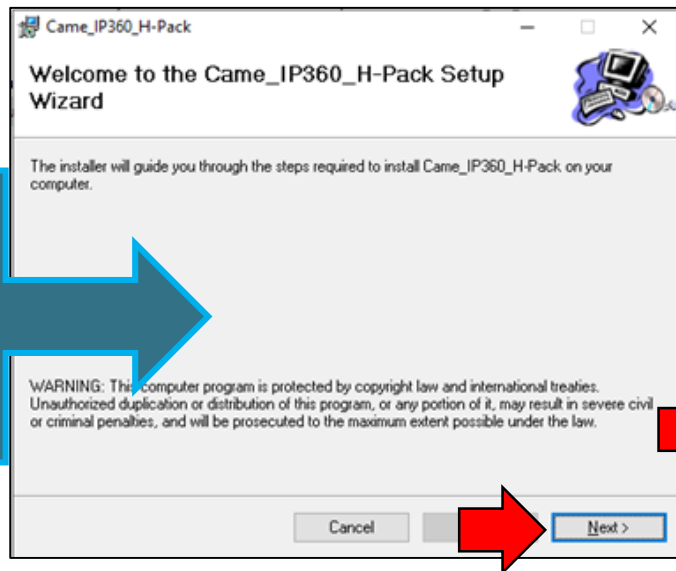 Came_IP360_H-Pack
Welcome to the Came_IP360_H-Pack Setup
Wizard
The installer will guide you through the steps required to install Came_IP360_H-Pack on your
computer.
WARNING: This computer program is protected by copyright law and international treaties.
Unauthorized duplication or distribution of this program, or any portion of it, may result in severe civil
or criminal penalties, and will be prosecuted to the maximum extent possible under the law.
Cancel
Next >